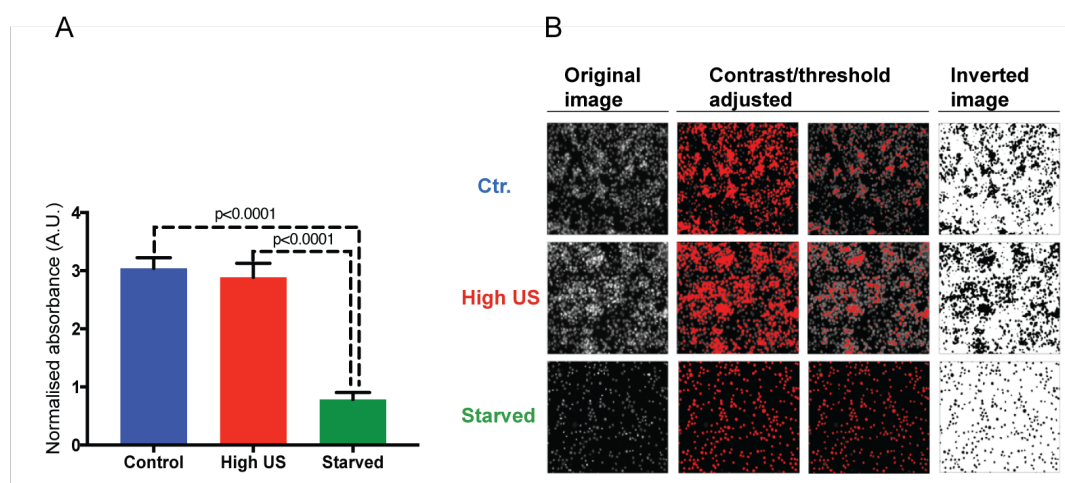 A
Normalised absorbance (A.U.)
4
3
2
1
0
p<0.0001
p<0.0001
Control High US Starved
B
Original image
Contrast/threshold adjusted
Inverted image
Ctr.
High US
Starved